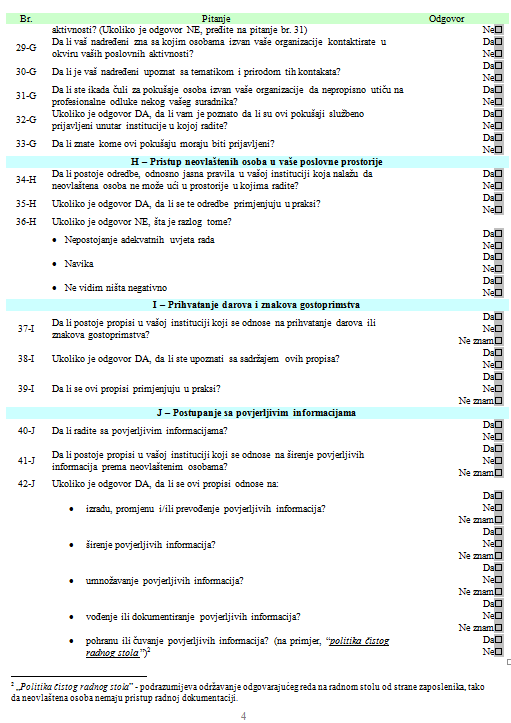 Br. Pitanje Odgovor
aktivnosti? (Ukoliko je odgovor NE, pređite na pitanje br. 31) Ne☐
29-G Da li vaš nadređeni zna sa kojim osobama izvan vaše organizacije kontaktirate u Da☐
okviru vaših poslovnih aktivnosti? Ne☐
30-G Da li je vaš nadređeni upoznat sa tematikom i prirodom tih kontakata? Da☐
Ne☐
31-G Da li ste ikada čuli za pokušaje osoba izvan vaše organizacije da nepropisno utiču na Da☐
profesionalne odluke nekog vašeg suradnika? Ne☐
32-G Ukoliko je odgovor DA, da li vam je poznato da li su ovi pokušaji službeno Da☐
prijavljeni unutar institucije u kojoj radite? Ne☐
33-G Da li znate kome ovi pokušaji moraju biti prijavljeni? Da☐
Ne☐
H – Pristup neovlaštenih osoba u vaše poslovne prostorije
34-H Da li postoje odredbe, odnosno jasna pravila u vašoj instituciji koja nalažu da Da☐
neovlaštena osoba ne može ući u prostorije u kojima radite? Ne☐
35-H Ukoliko je odgovor DA, da li se te odredbe primjenjuju u praksi? Da☐
Ne☐
36-H Ukoliko je odgovor NE, šta je razlog tome?
• Nepostojanje adekvatnih uvjeta rada Da☐
Ne☐
• Navika Da☐
Ne☐
• Ne vidim ništa negativno Da☐
Ne☐
I – Prihvatanje darova i znakova gostoprimstva
37-I Da li postoje propisi u vašoj instituciji koji se odnose na prihvatanje darova ili Da☐
znakova gostoprimstva? Ne☐
Ne znam☐
38-I Ukoliko je odgovor DA, da li ste upoznati sa sadržajem ovih propisa? Da☐
Ne☐
39-I Da li se ovi propisi primjenjuju u praksi? Da☐
Ne☐
Ne znam☐
J – Postupanje sa povjerljivim informacijama
40-J Da li radite sa povjerljivim informacijama? Da☐
Ne☐
41-J Da li postoje propisi u vašoj instituciji koji se odnose na širenje povjerljivih Da☐
informacija prema neovlaštenim osobama? Ne☐
Ne znam☐
42-J Ukoliko je odgovor DA, da li se ovi propisi odnose na:
Da☐
• izradu, promjenu i/ili prevođenje povjerljivih informacija? Ne☐
Ne znam☐
Da☐
• širenje povjerljivih informacija? Ne☐
Ne znam☐
Da☐
• umnožavanje povjerljivih informacija? Ne☐
Ne znam☐
Da☐
• vođenje ili dokumentiranje povjerljivih informacija? Ne☐
Ne znam☐
• pohranu ili čuvanje povjerljivih informacija? (na primjer, “politika čistog Da☐
radnog stola”)² Ne☐
² „Politika čistog radnog stola” - podrazumijeva održavanje odgovarajućeg reda na radnom stolu od strane zaposlenika, tako
da neovlaštena osoba nemaju pristup radnoj dokumentaciji.
4